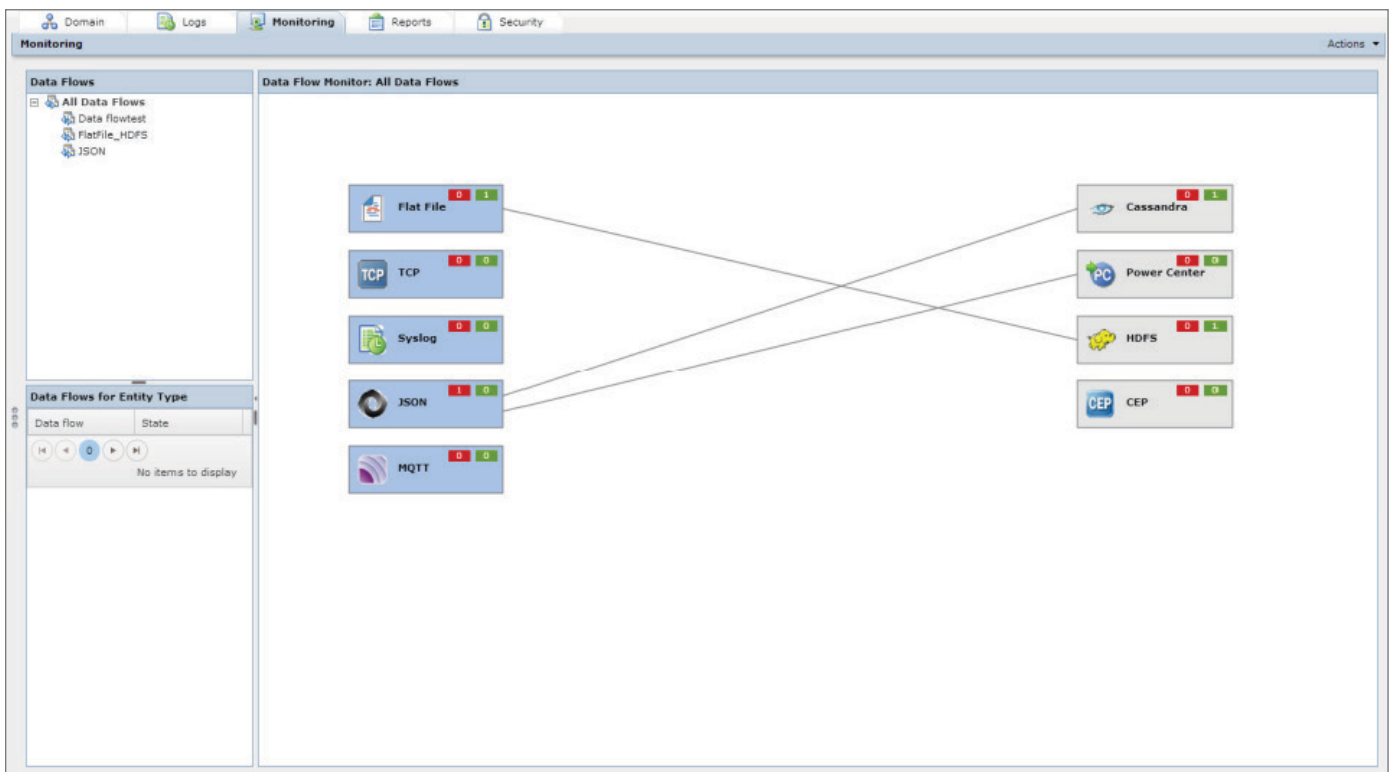 Domain Logs Monitoring Reports Security
Monitoring Actions
Data Flows
All Data Flows
Data flowtest
FlatFile_HDFS
JSON
Data Flow Monitor: All Data Flows
Flat File 0 1
TCP TCP 0 0
Syslog 0 0
JSON 1 0
MQTT 0 0
Cassandra 0 1
PC Power Center 0 0
HDFS 0 1
CEP CEP 0 0
Data Flows for Entity Type
Data flow State
0
No items to display